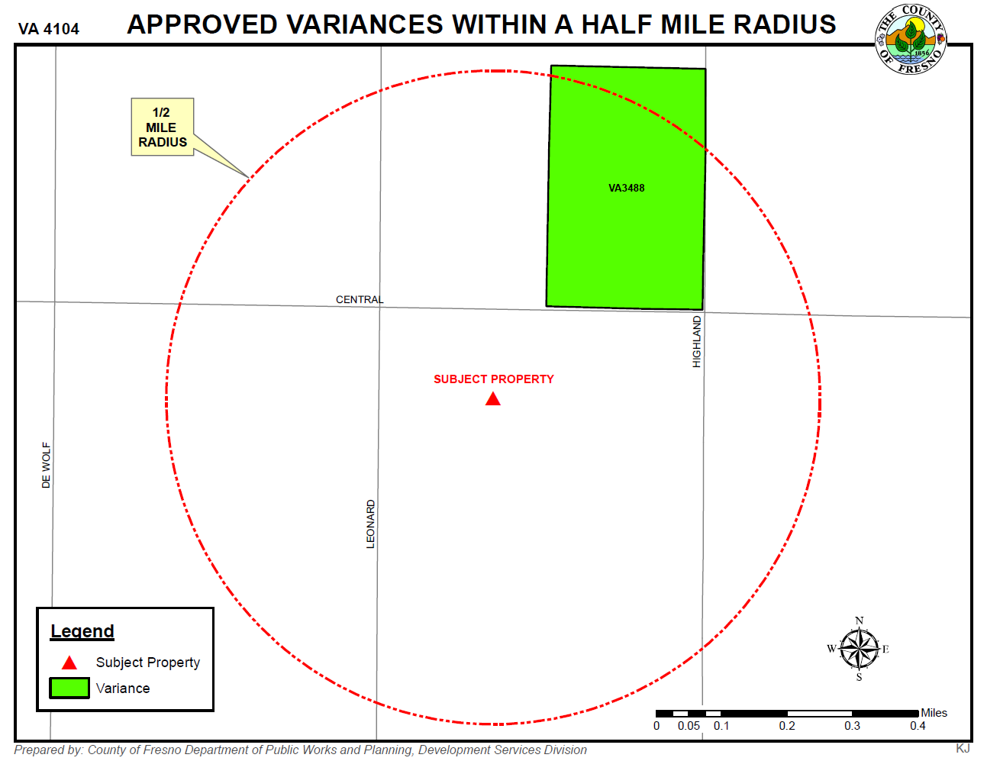 VA 4104
APPROVED VARIANCES WITHIN A HALF MILE RADIUS
THE COUNTY
OF FRESNO
1856
1/2
MILE
RADIUS
VA3488
CENTRAL
HIGHLAND
SUBJECT PROPERTY
DE WOLF
LEONARD
Legend
Subject Property
Variance
N
W
E
S
Miles
0 0.05 0.1 0.2 0.3 0.4
Prepared by: County of Fresno Department of Public Works and Planning, Development Services Division
KJ